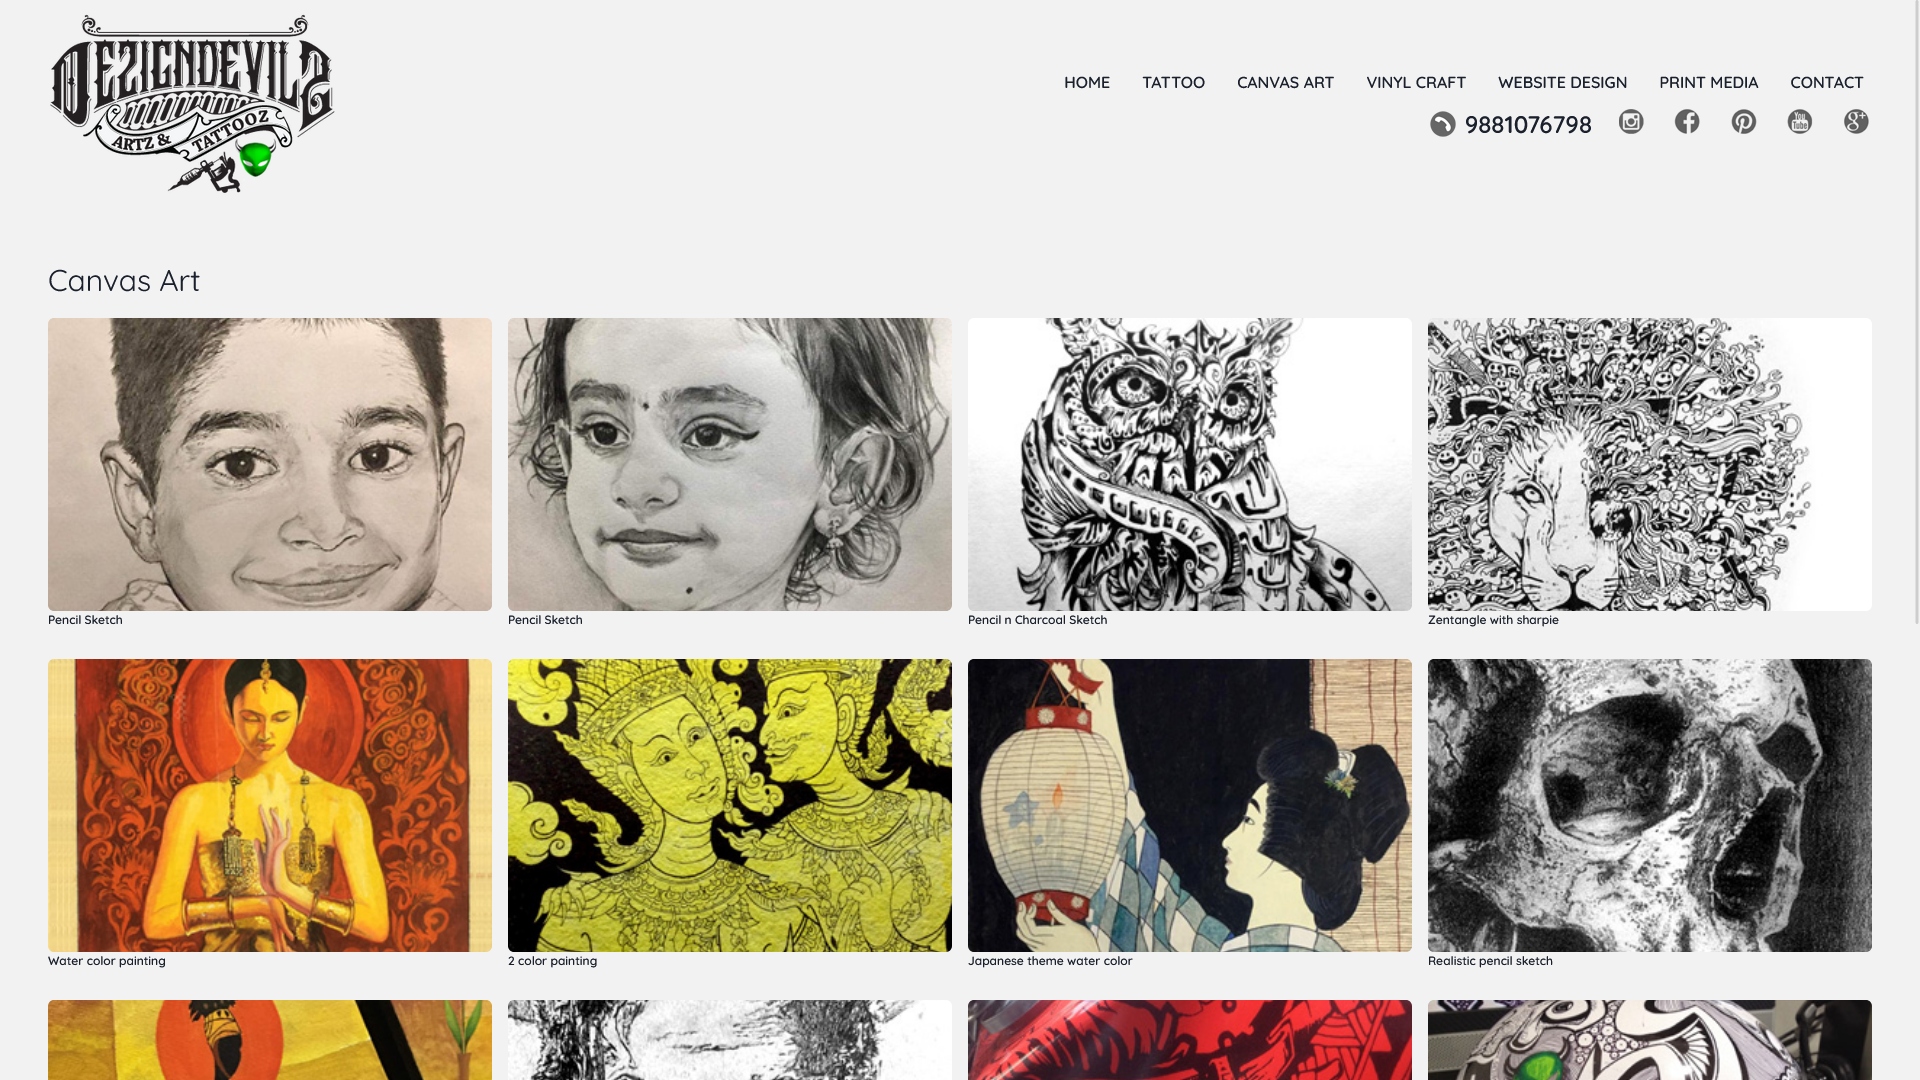 DEZIGNDEVILZ
ARTZ & TATTOOZ
HOME TATTOO CANVAS ART VINYL CRAFT WEBSITE DESIGN PRINT MEDIA CONTACT
9881076798
You Tube
g+
Canvas Art
Pencil Sketch
Pencil Sketch
Pencil n Charcoal Sketch
Zentangle with sharpie
Water color painting
2 color painting
Japanese theme water color
Realistic pencil sketch